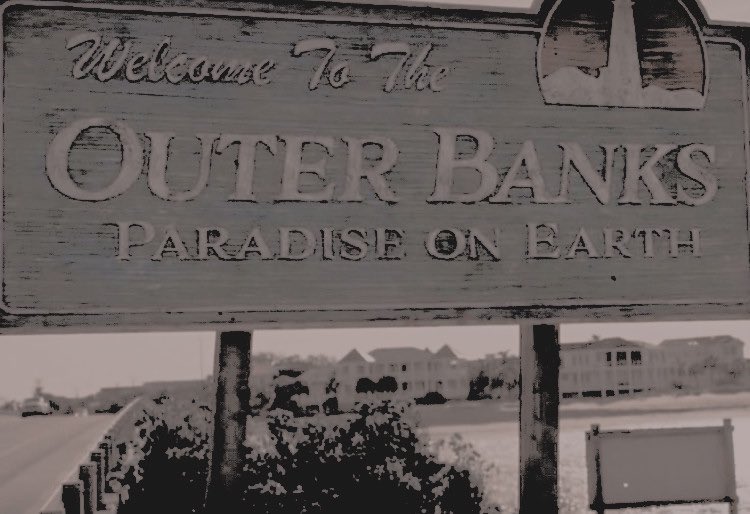 Welcome To The
OUTER BANKS
PARADISE ON EARTH